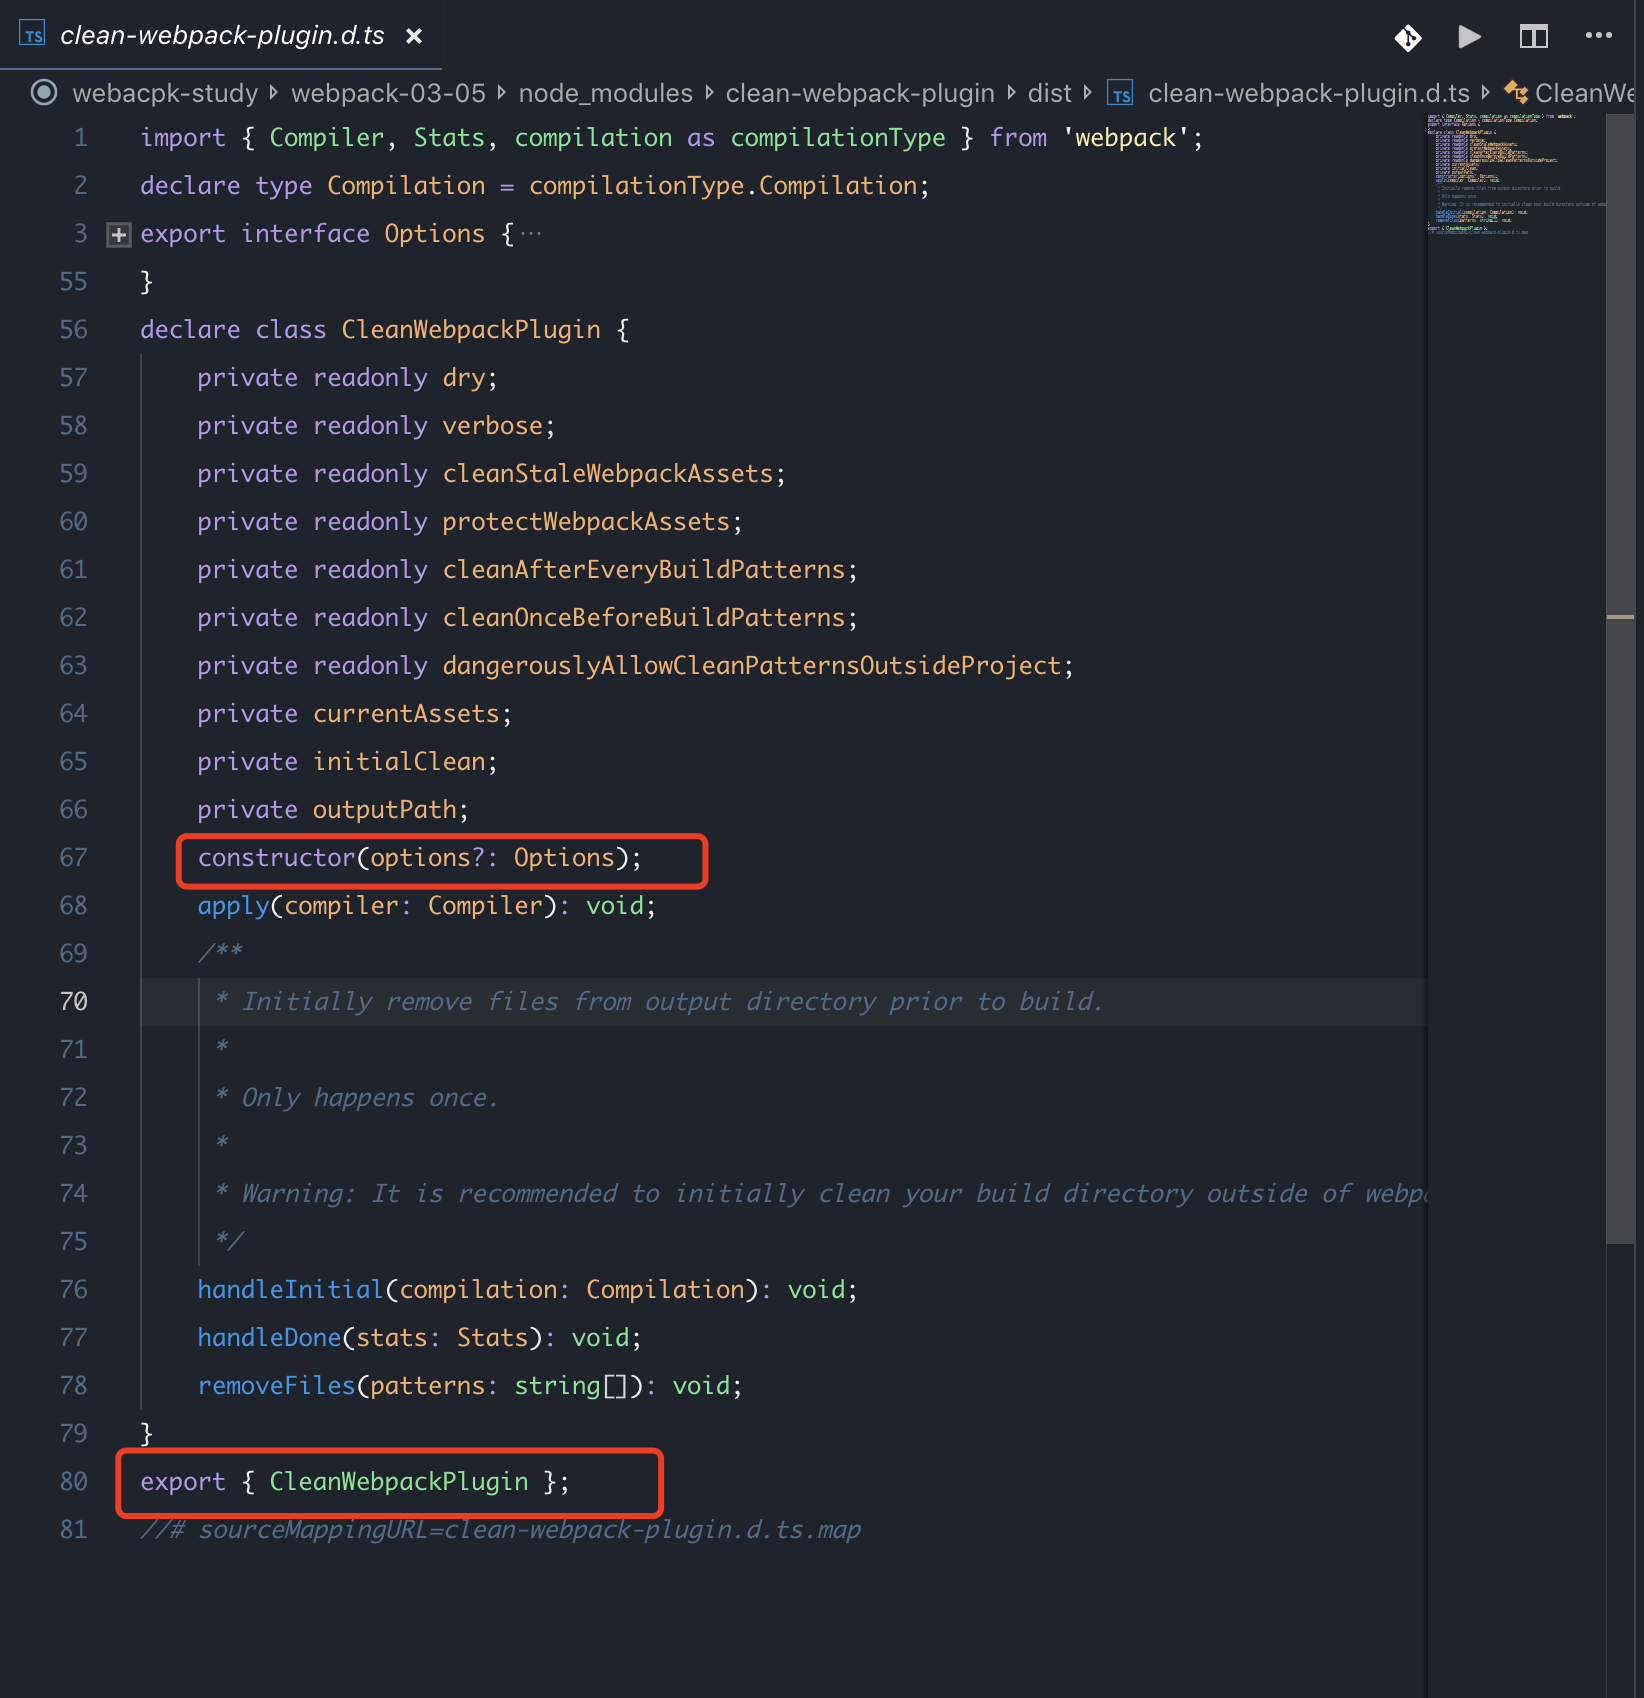 TS clean-webpack-plugin.d.ts ×
webacpk-study › webpack-03-05 › node_modules › clean-webpack-plugin › dist › TS clean-webpack-plugin.d.ts › CleanWe
1 import { Compiler, Stats, compilation as compilationType } from 'webpack';
2 declare type Compilation = compilationType.Compilation;
3 export interface Options {···
55 }
56 declare class CleanWebpackPlugin {
57 private readonly dry;
58 private readonly verbose;
59 private readonly cleanStaleWebpackAssets;
60 private readonly protectWebpackAssets;
61 private readonly cleanAfterEveryBuildPatterns;
62 private readonly cleanOnceBeforeBuildPatterns;
63 private readonly dangerouslyAllowCleanPatternsOutsideProject;
64 private currentAssets;
65 private initialClean;
66 private outputPath;
67 constructor(options?: Options);
68 apply(compiler: Compiler): void;
69 /**
70 * Initially remove files from output directory prior to build.
71 *
72 * Only happens once.
73 *
74 * Warning: It is recommended to initially clean your build directory outside of webp
75 */
76 handleInitial(compilation: Compilation): void;
77 handleDone(stats: Stats): void;
78 removeFiles(patterns: string[]): void;
79 }
80 export { CleanWebpackPlugin };
81 //# sourceMappingURL=clean-webpack-plugin.d.ts.map